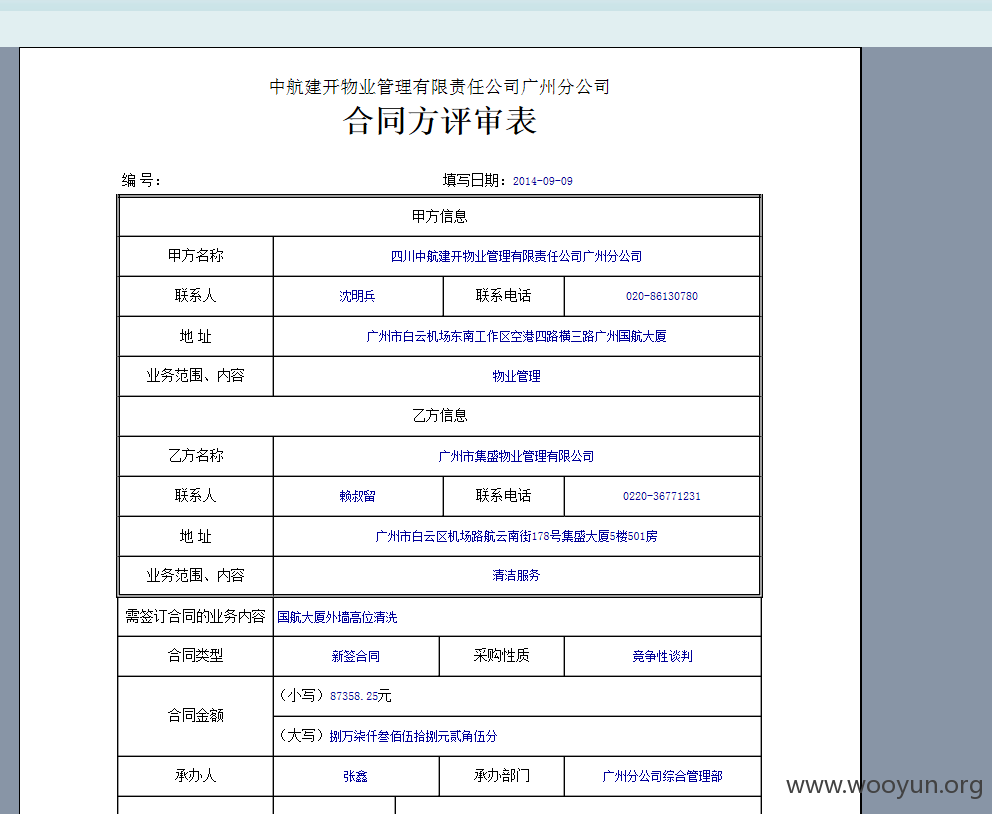 中航建开物业管理有限责任公司广州分公司
合同方评审表
编 号： 填写日期：2014-09-09
甲方信息
甲方名称 四川中航建开物业管理有限责任公司广州分公司
联系人 沈明兵 联系电话 020-86130780
地 址 广州市白云机场东南工作区空港四路横三路广州国航大厦
业务范围、内容 物业管理
乙方信息
乙方名称 广州市集盛物业管理有限公司
联系人 赖叔留 联系电话 0220-36771231
地 址 广州市白云区机场路航云南街178号集盛大厦5楼501房
业务范围、内容 清洁服务
需签订合同的业务内容 国航大厦外墙高位清洗
合同类型 新签合同 采购性质 竞争性谈判
合同金额 （小写）87358.25元
（大写）捌万柒仟叁佰伍拾捌元贰角伍分
承办人 张鑫 承办部门 广州分公司综合管理部
www.wooyun.org